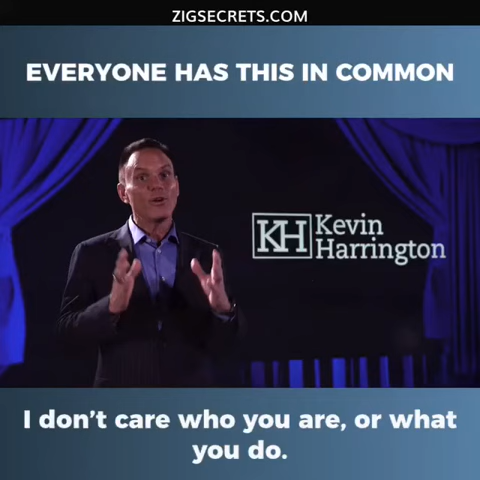 ZIGSECRETS.COM
EVERYONE HAS THIS IN COMMON
KH
Kevin
Harrington
I don’t care who you are, or what
you do.